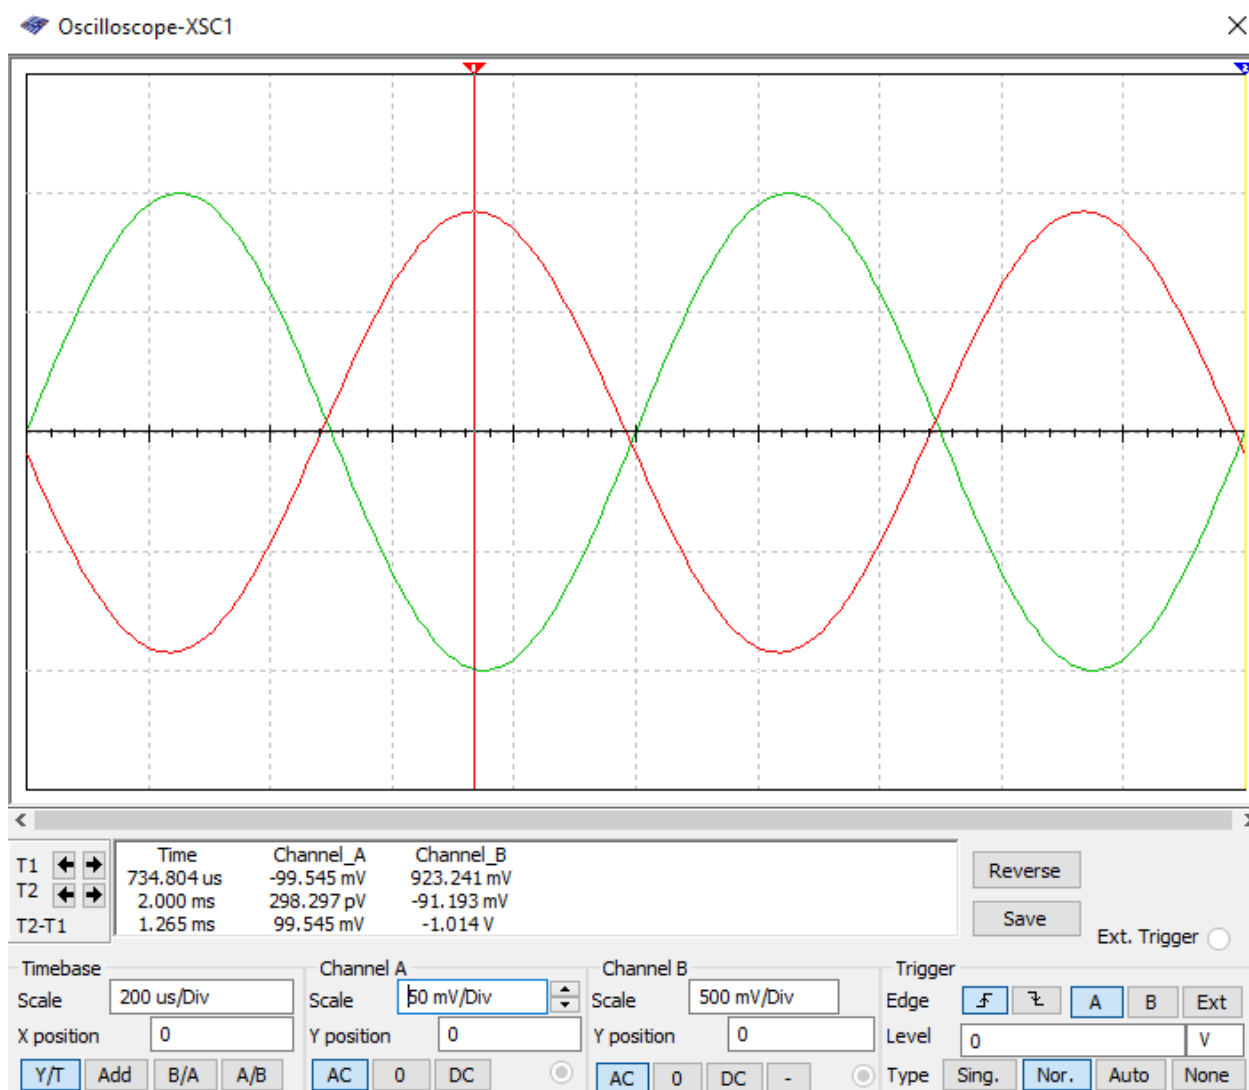 Oscilloscope-XSC1
1
2
T1
T2
T2-T1
Time Channel_A Channel_B
734.804 us -99.545 mV 923.241 mV
2.000 ms 298.297 pV -91.193 mV
1.265 ms 99.545 mV -1.014 V
Reverse
Save
Ext. Trigger
Timebase
Scale 200 us/Div
X position 0
Y/T Add B/A A/B
Channel A
Scale 50 mV/Div
Y position 0
AC 0 DC
Channel B
Scale 500 mV/Div
Y position 0
AC 0 DC -
Trigger
Edge A B Ext
Level 0 V
Type Sing. Nor. Auto None